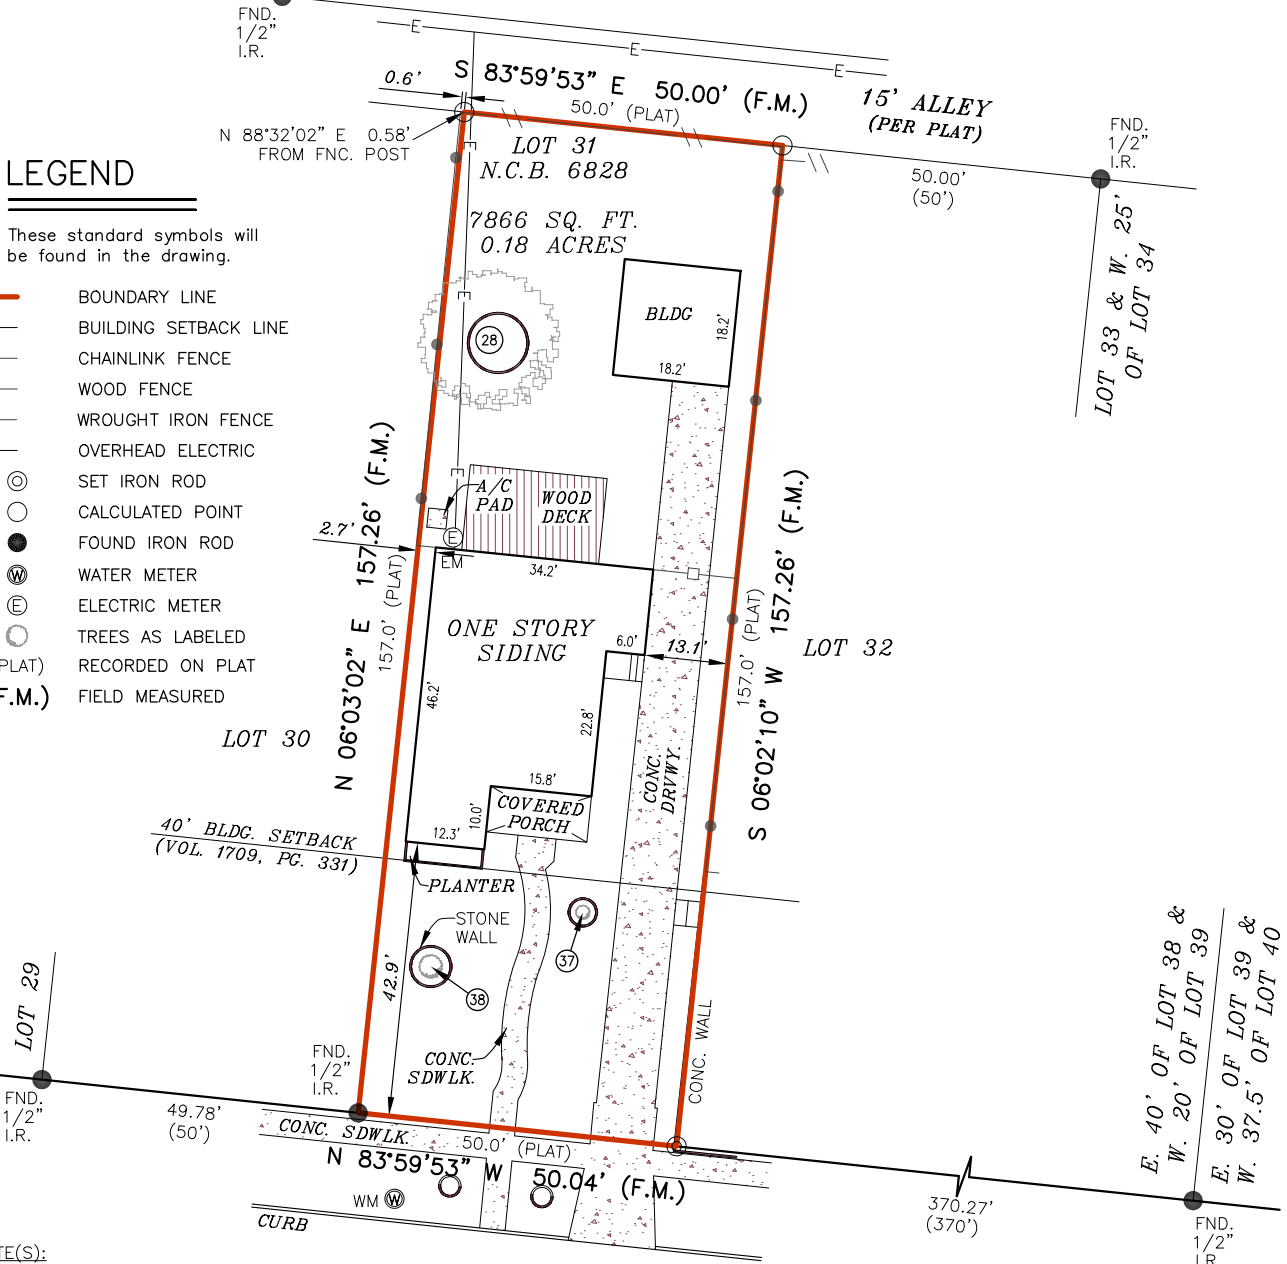 FND.
1/2"
I.R.
E
E
E
0.6'
S 83°59'53" E 50.00' (F.M.)
50.0' (PLAT)
15' ALLEY
(PER PLAT)
N 88°32'02" E 0.58'
FROM FNC. POST
FND.
1/2"
I.R.
50.00'
(50')
LOT 31
N.C.B. 6828
7866 SQ. FT.
0.18 ACRES
LOT 33 & W. 25'
OF LOT 34
LEGEND
These standard symbols will
be found in the drawing.
BOUNDARY LINE
BUILDING SETBACK LINE
CHAINLINK FENCE
WOOD FENCE
WROUGHT IRON FENCE
OVERHEAD ELECTRIC
SET IRON ROD
CALCULATED POINT
FOUND IRON ROD
W WATER METER
E ELECTRIC METER
TREES AS LABELED
PLAT) RECORDED ON PLAT
F.M.) FIELD MEASURED
E
E
E
BLDG
18.2'
18.2'
28
A/C
PAD
WOOD
DECK
E
EM
2.7'
34.2'
N 06°03'02" E 157.26' (F.M.)
157.0' (PLAT)
ONE STORY
SIDING
6.0'
13.1'
46.2'
22.8'
15.8'
10.0'
12.3'
COVERED
PORCH
CONC.
DRVWY.
S 06°02'10" W 157.26' (F.M.)
157.0' (PLAT)
LOT 32
LOT 30
40' BLDG. SETBACK
(VOL. 1709, PG. 331)
PLANTER
STONE
WALL
37
38
42.9'
CONC.
SDWLK.
CONC. WALL
LOT 29
FND.
1/2"
I.R.
FND.
1/2"
I.R.
49.78'
(50')
CONC. SDWLK.
50.0' (PLAT)
N 83°59'53" W 50.04' (F.M.)
WM W
CURB
370.27'
(370')
E. 40' OF LOT 38 &
W. 20' OF LOT 39
E. 30' OF LOT 39 &
W. 37.5' OF LOT 40
FND.
1/2"
I.R.
TE(S):